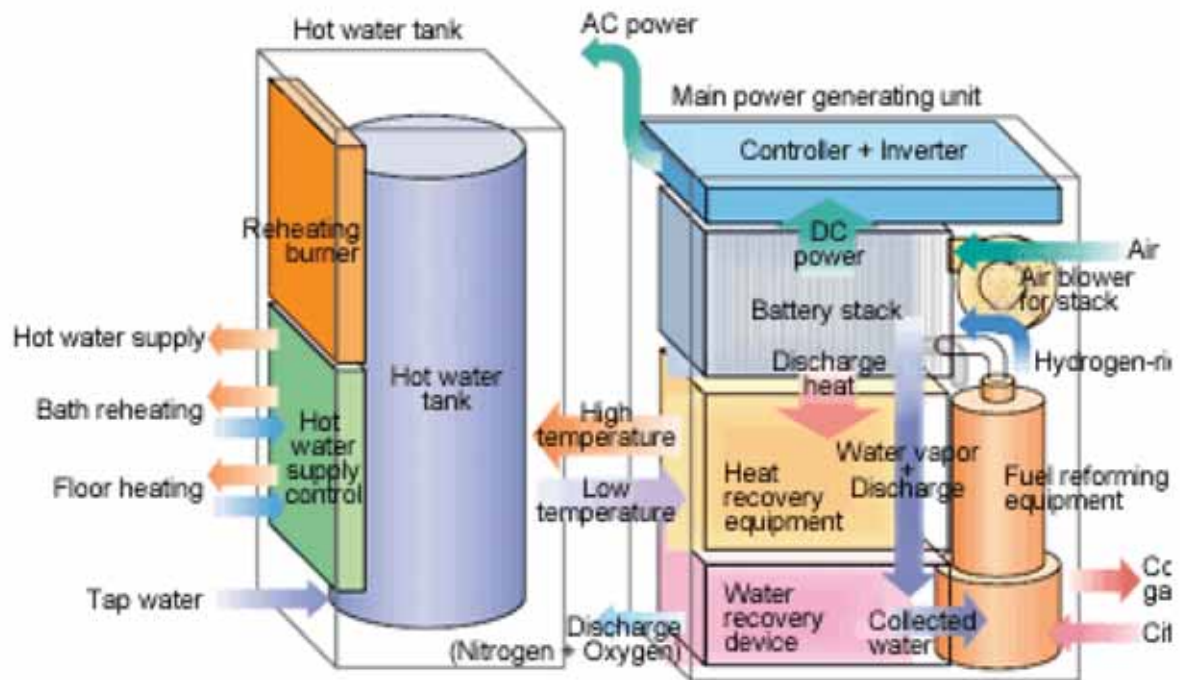 Hot water tank
AC power
Main power generating unit
Controller + Inverter
Reheating
burner
DC
power
Air
Air blower
for stack
Battery stack
Hot water supply
Hydrogen-ri
Discharge
heat
Hot water
tank
Bath reheating
High
temperature
Hot
water
supply
control
Water vapor
+
Discharge
Floor heating
Low
temperature
Heat
recovery
equipment
Fuel reforming
equipment
Tap water
Water
recovery
device
Collected
water
Discharge
(Nitrogen + Oxygen)
ga